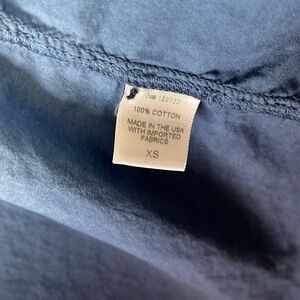 RN# 123722
100% COTTON
MADE IN THE USA
WITH IMPORTED
FABRICS
XS